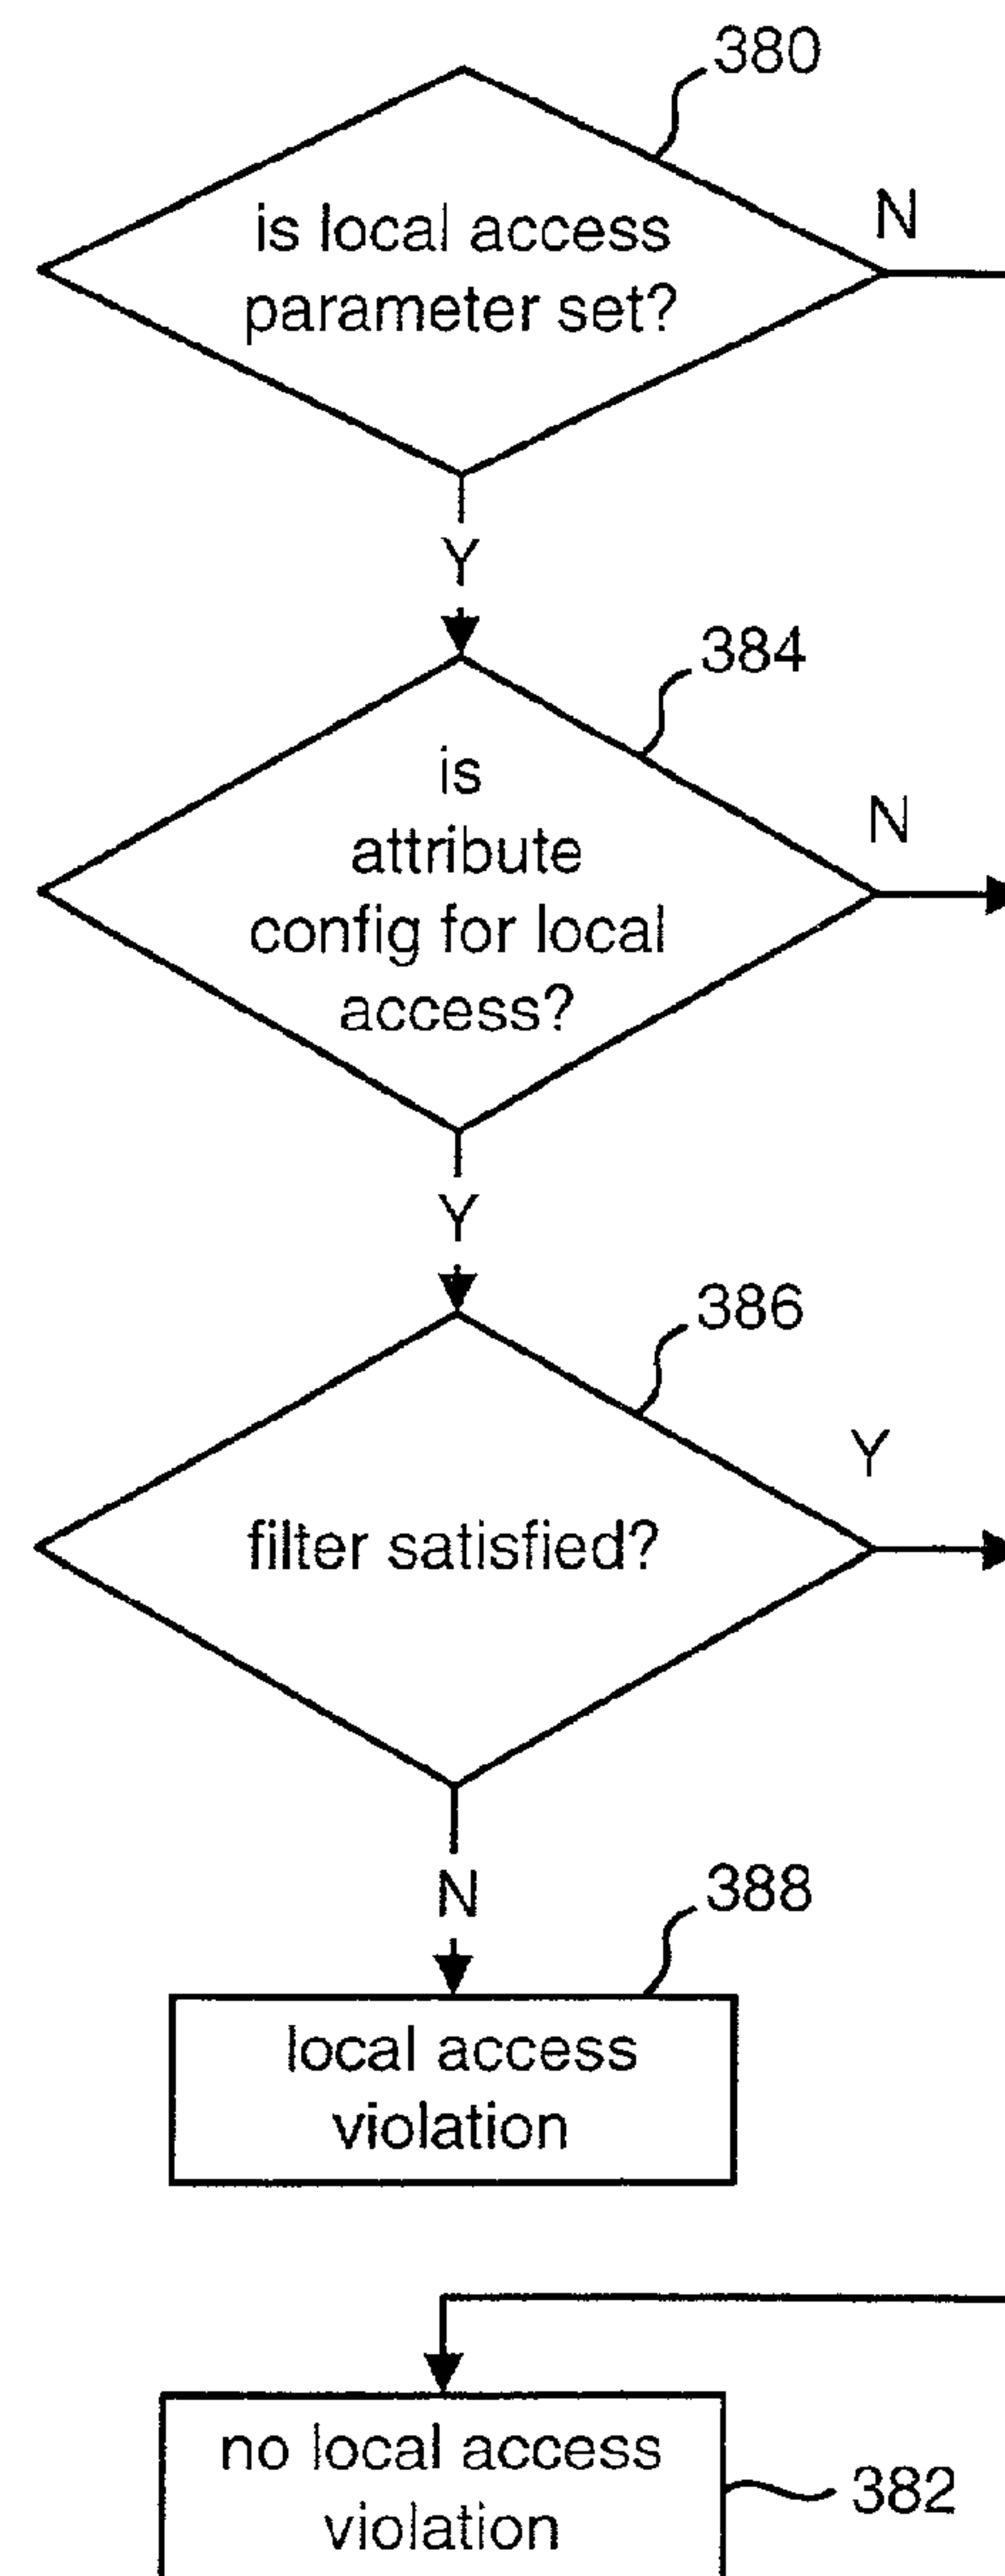 380
is local access
parameter set?
N
Y
384
is
attribute
config for local
access?
N
Y
386
filter satisfied?
Y
N
388
local access
violation
no local access
violation
382